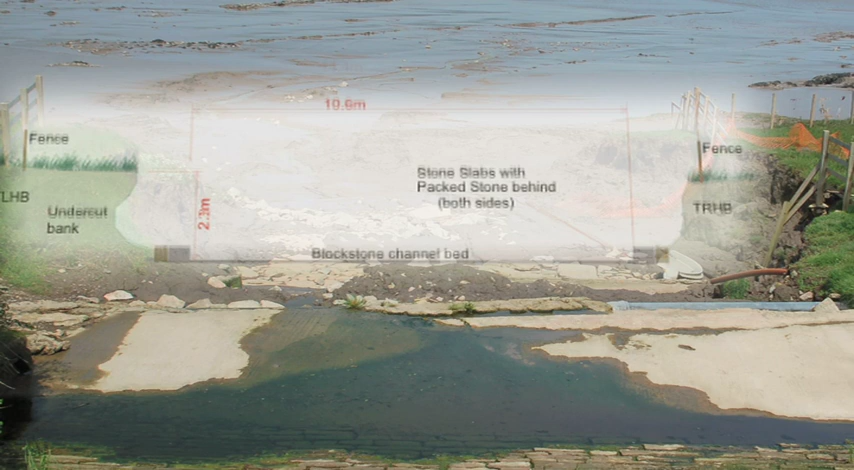 10.6m
Fence
Fence
Stone Slabs with
Packed Stone behind
(both sides)
LHB
2.3m
TRHB
Undercut
bank
Blockstone channel bed